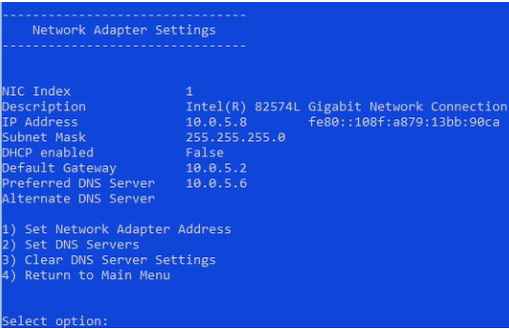 --------------------------------
Network Adapter Settings
--------------------------------
NIC Index 1
Description Intel(R) 82574L Gigabit Network Connection
IP Address 10.0.5.8 fe80::108f:a879:13bb:90ca
Subnet Mask 255.255.255.0
DHCP enabled False
Default Gateway 10.0.5.2
Preferred DNS Server 10.0.5.6
Alternate DNS Server
1) Set Network Adapter Address
2) Set DNS Servers
3) Clear DNS Server Settings
4) Return to Main Menu
Select option: